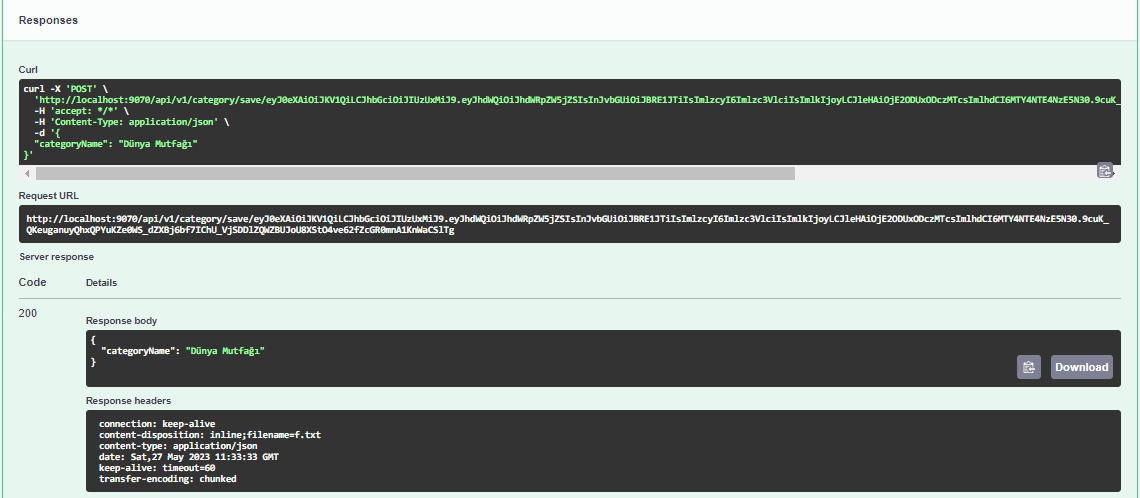 Responses
Curl
curl -X 'POST' \
'http://localhost:9070/api/v1/category/save/eyJ0eXAiOiJKV1QiLCJhbGciOiJIUzUxMiJ9.eyJhdWQiOiJhdWRpZW5jZSIsInJvbGUiOiJBRE1JTiIsImlzcyI6Imlzc3VlciIsImlkIjoyLCJleHAiOjE2ODUxODczMTcsImlhdCI6MTY4NTE4NzE5N30.9cuK_
-H 'accept: */*' \
-H 'Content-Type: application/json' \
-d '{
"categoryName": "Dünya Mutfağı"
}'
Request URL
http://localhost:9070/api/v1/category/save/eyJ0eXAiOiJKV1QiLCJhbGciOiJIUzUxMiJ9.eyJhdWQiOiJhdWRpZW5jZSIsInJvbGUiOiJBRE1JTiIsImlzcyI6Imlzc3VlciIsImlkIjoyLCJleHAiOjE2ODUxODczMTcsImlhdCI6MTY4NTE4NzE5N30.9cuK_
QKeuganuyQhxQPYuKZe0WS_dZXBj6bf7IChU_VjSDDlZQWZBUJoU8XStO4ve62fZcGR0mnA1KnWaCSlTg
Server response
Code Details
200
Response body
{
"categoryName": "Dünya Mutfağı"
}
Download
Response headers
connection: keep-alive
content-disposition: inline;filename=f.txt
content-type: application/json
date: Sat,27 May 2023 11:33:33 GMT
keep-alive: timeout=60
transfer-encoding: chunked